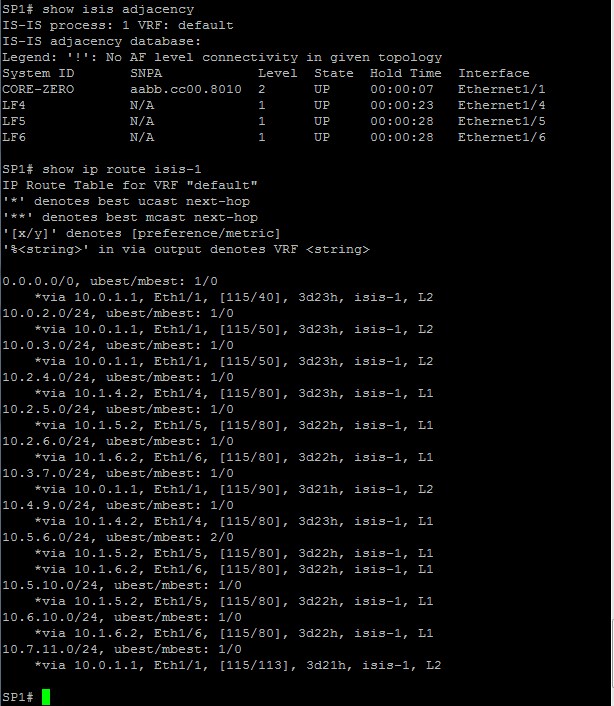 SP1# show isis adjacency
IS-IS process: 1 VRF: default
IS-IS adjacency database:
Legend: '!': No AF level connectivity in given topology
System ID       SNPA            Level  State  Hold Time  Interface
CORE-ZERO       aabb.cc00.8010  2      UP     00:00:07   Ethernet1/1
LF4             N/A             1      UP     00:00:23   Ethernet1/4
LF5             N/A             1      UP     00:00:28   Ethernet1/5
LF6             N/A             1      UP     00:00:28   Ethernet1/6
SP1# show ip route isis-1
IP Route Table for VRF "default"
'*' denotes best ucast next-hop
'**' denotes best mcast next-hop
'[x/y]' denotes [preference/metric]
'%<string>' in via output denotes VRF <string>
0.0.0.0/0, ubest/mbest: 1/0
    *via 10.0.1.1, Eth1/1, [115/40], 3d23h, isis-1, L2
10.0.2.0/24, ubest/mbest: 1/0
    *via 10.0.1.1, Eth1/1, [115/50], 3d23h, isis-1, L2
10.0.3.0/24, ubest/mbest: 1/0
    *via 10.0.1.1, Eth1/1, [115/50], 3d23h, isis-1, L2
10.2.4.0/24, ubest/mbest: 1/0
    *via 10.1.4.2, Eth1/4, [115/80], 3d23h, isis-1, L1
10.2.5.0/24, ubest/mbest: 1/0
    *via 10.1.5.2, Eth1/5, [115/80], 3d22h, isis-1, L1
10.2.6.0/24, ubest/mbest: 1/0
    *via 10.1.6.2, Eth1/6, [115/80], 3d22h, isis-1, L1
10.3.7.0/24, ubest/mbest: 1/0
    *via 10.0.1.1, Eth1/1, [115/90], 3d21h, isis-1, L2
10.4.9.0/24, ubest/mbest: 1/0
    *via 10.1.4.2, Eth1/4, [115/80], 3d23h, isis-1, L1
10.5.6.0/24, ubest/mbest: 2/0
    *via 10.1.5.2, Eth1/5, [115/80], 3d22h, isis-1, L1
    *via 10.1.6.2, Eth1/6, [115/80], 3d22h, isis-1, L1
10.5.10.0/24, ubest/mbest: 1/0
    *via 10.1.5.2, Eth1/5, [115/80], 3d22h, isis-1, L1
10.6.10.0/24, ubest/mbest: 1/0
    *via 10.1.6.2, Eth1/6, [115/80], 3d22h, isis-1, L1
10.7.11.0/24, ubest/mbest: 1/0
    *via 10.0.1.1, Eth1/1, [115/113], 3d21h, isis-1, L2
SP1#